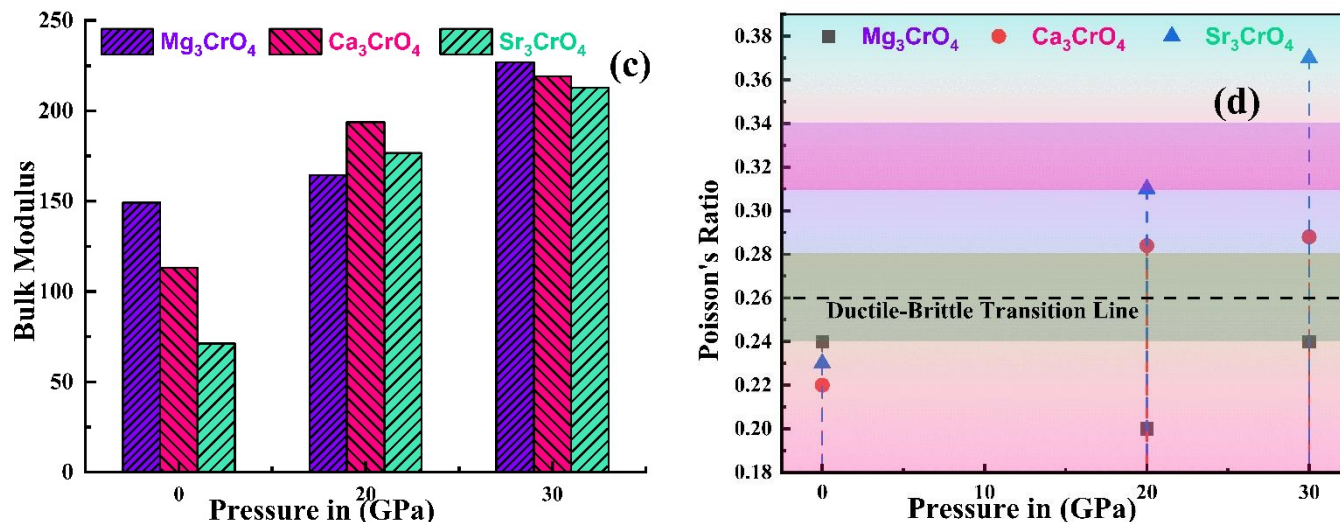 250
200
150
100
50
0
Bulk Modulus
Mg₃CrO₄ Ca₃CrO₄ Sr₃CrO₄
(c)
0 20 30
Pressure in (GPa)
0.38
0.36
0.34
0.32
0.30
0.28
0.26
0.24
0.22
0.20
0.18
Poisson's Ratio
Mg₃CrO₄ Ca₃CrO₄ Sr₃CrO₄
(d)
Ductile-Brittle Transition Line
0 10 20 30
Pressure in (GPa)